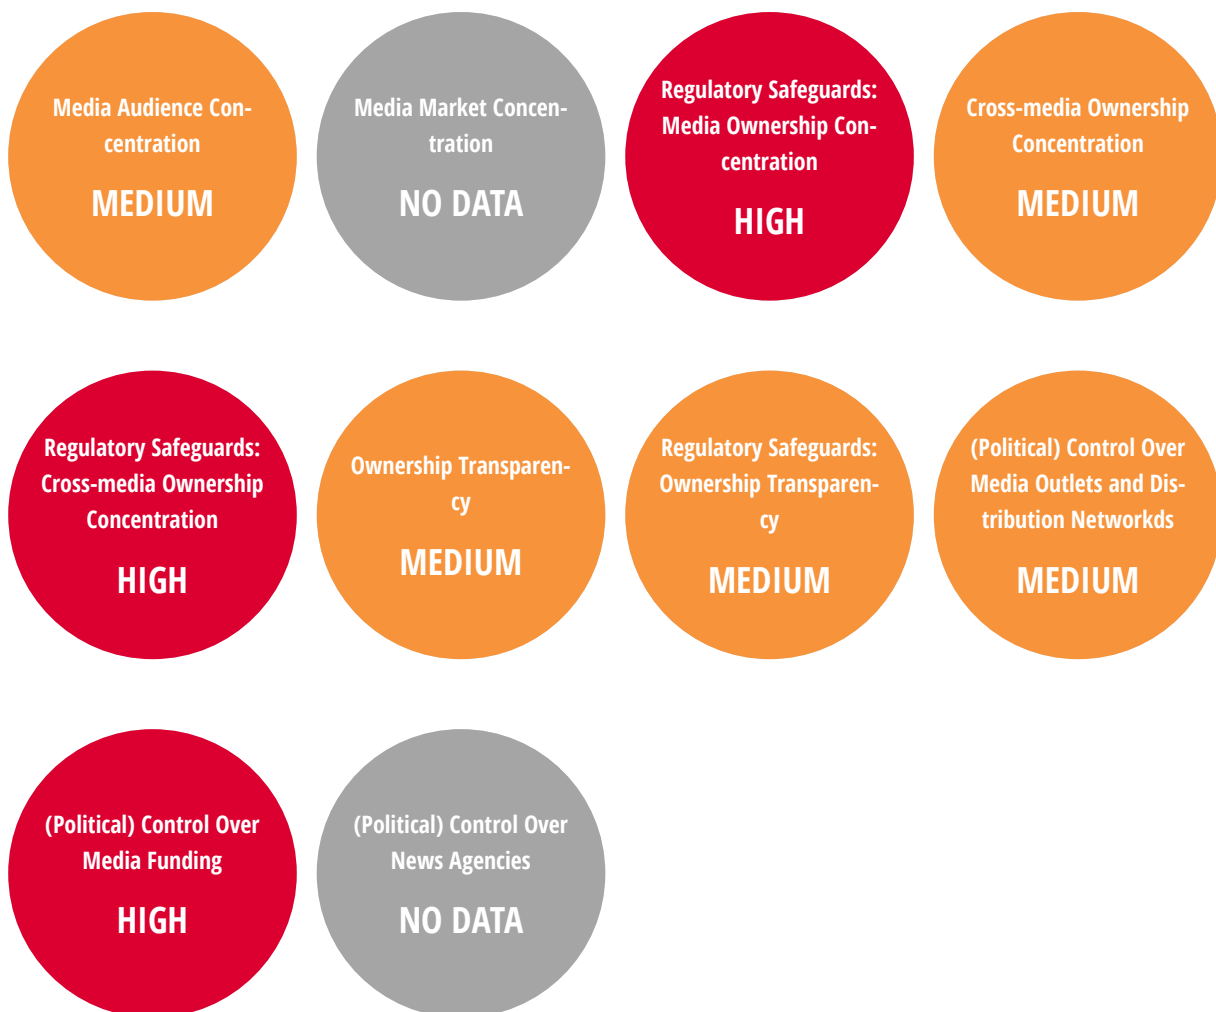 Media Audience Con-
centration
MEDIUM
Media Market Concen-
tration
NO DATA
Regulatory Safeguards:
Media Ownership Con-
centration
HIGH
Cross-media Ownership
Concentration
MEDIUM
Regulatory Safeguards:
Cross-media Ownership
Concentration
HIGH
Ownership Transparen-
cy
MEDIUM
Regulatory Safeguards:
Ownership Transparen-
cy
MEDIUM
(Political) Control Over
Media Outlets and Dis-
tribution Networkds
MEDIUM
(Political) Control Over
Media Funding
HIGH
(Political) Control Over
News Agencies
NO DATA